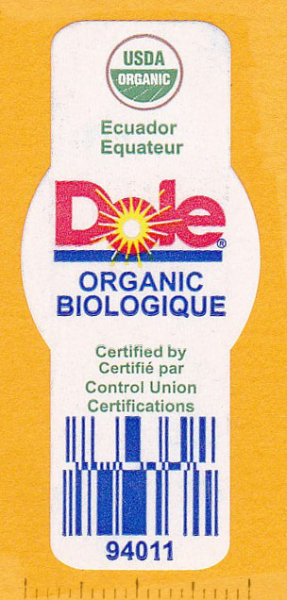 USDA
ORGANIC
Ecuador
Equateur
Dole®
ORGANIC
BIOLOGIQUE
Certified by
Certifié par
Control Union
Certifications
94011